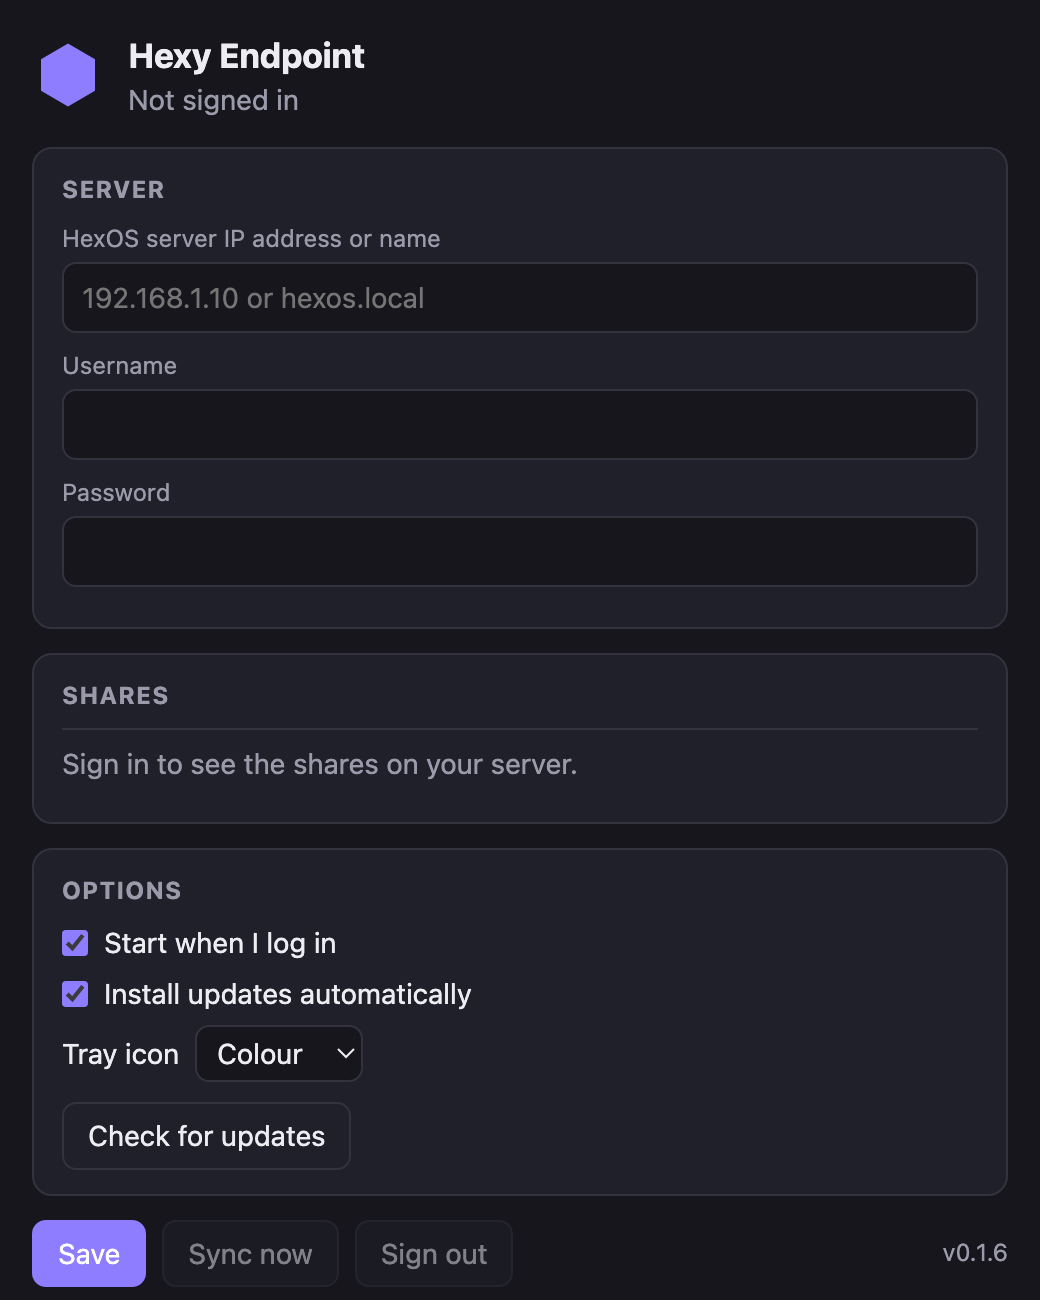 Hexy Endpoint
Not signed in
SERVER
HexOS server IP address or name
192.168.1.10 or hexos.local
Username
Password
SHARES
Sign in to see the shares on your server.
OPTIONS
Start when I log in
Install updates automatically
Tray icon Colour
Check for updates
Save Sync now Sign out v0.1.6